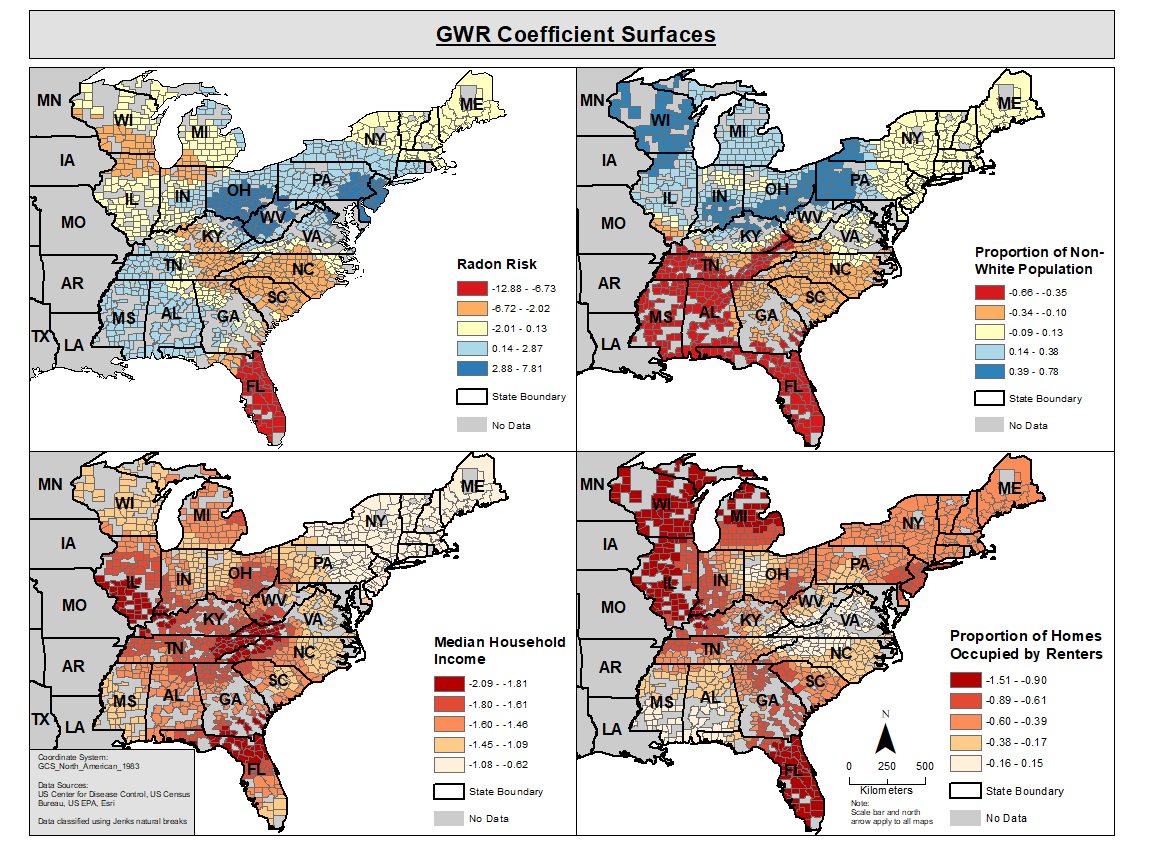 GWR Coefficient Surfaces
MN
WI
MI
ME
NY
IA
IL
IN
OH
PA
MO
WV
KY
VA
TN
NC
AR
SC
MS
AL
GA
TX
LA
FL
Radon Risk
-12.88 - -6.73
-6.72 - -2.02
-2.01 - 0.13
0.14 - 2.87
2.88 - 7.81
State Boundary
No Data
MN
WI
MI
ME
NY
IA
IL
IN
OH
PA
MO
WV
KY
VA
TN
NC
AR
SC
MS
AL
GA
LA
FL
Proportion of Non-
White Population
-0.66 - -0.35
-0.34 - -0.10
-0.09 - 0.13
0.14 - 0.38
0.39 - 0.78
State Boundary
No Data
MN
WI
MI
ME
NY
IA
IL
IN
OH
PA
MO
WV
KY
VA
TN
NC
AR
SC
MS
AL
GA
TX
LA
FL
Median Household
Income
-2.09 - -1.81
-1.80 - -1.61
-1.60 - -1.46
-1.45 - -1.09
-1.08 - -0.62
State Boundary
No Data
Coordinate System:
GCS_North_American_1983
Data Sources:
US Center for Disease Control, US Census
Bureau, US EPA, Esri
Data classified using Jenks natural breaks
MN
WI
MI
ME
NY
IA
IL
IN
OH
PA
MO
WV
KY
VA
TN
NC
AR
SC
MS
AL
GA
LA
FL
Proportion of Homes
Occupied by Renters
-1.51 - -0.90
-0.89 - -0.61
-0.60 - -0.39
-0.38 - -0.17
-0.16 - 0.15
State Boundary
No Data
N
0 250 500
Kilometers
Note:
Scale bar and north
arrow apply to all maps